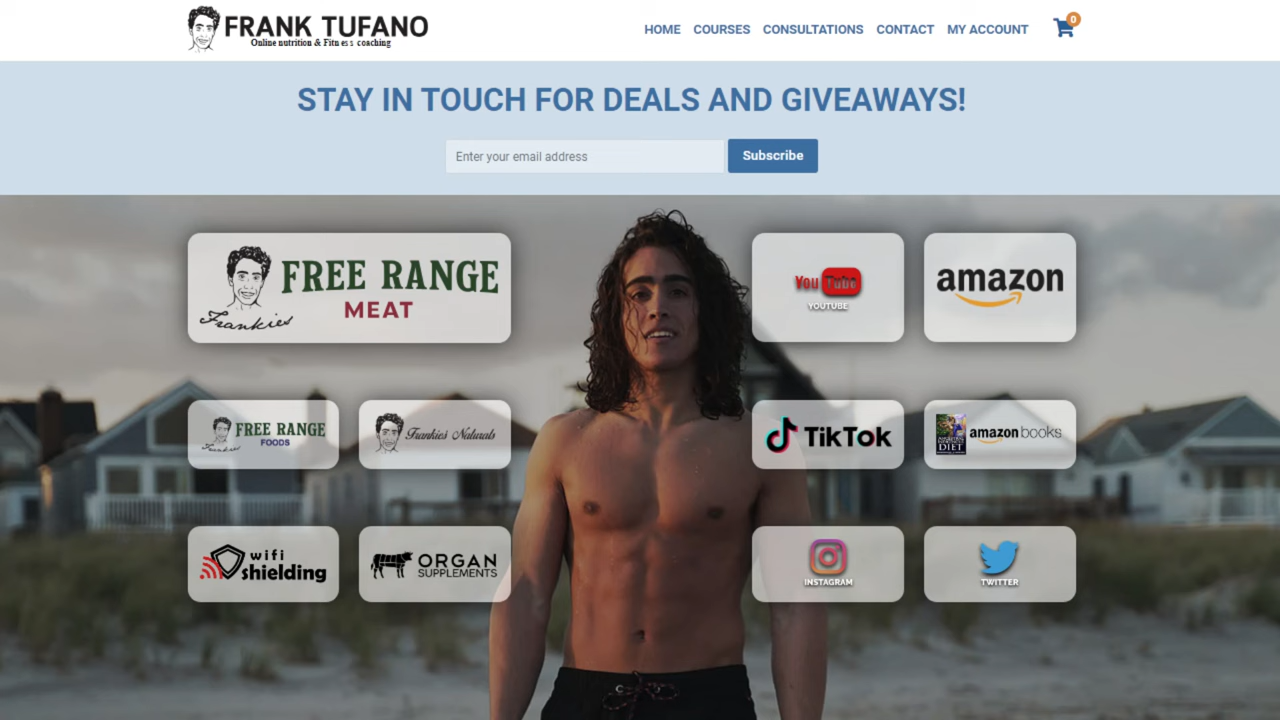 FRANK TUFANO
Online nutrition & Fitness coaching
HOME COURSES CONSULTATIONS CONTACT MY ACCOUNT
0
STAY IN TOUCH FOR DEALS AND GIVEAWAYS!
Enter your email address
Subscribe
FREE RANGE
MEAT
Frankies
You Tube
YOUTUBE
amazon
FREE RANGE
FOODS
Frankies
Frankies Naturals
TikTok
DIET
amazon books
wifi
shielding
ORGAN
SUPPLEMENTS
INSTAGRAM
TWITTER